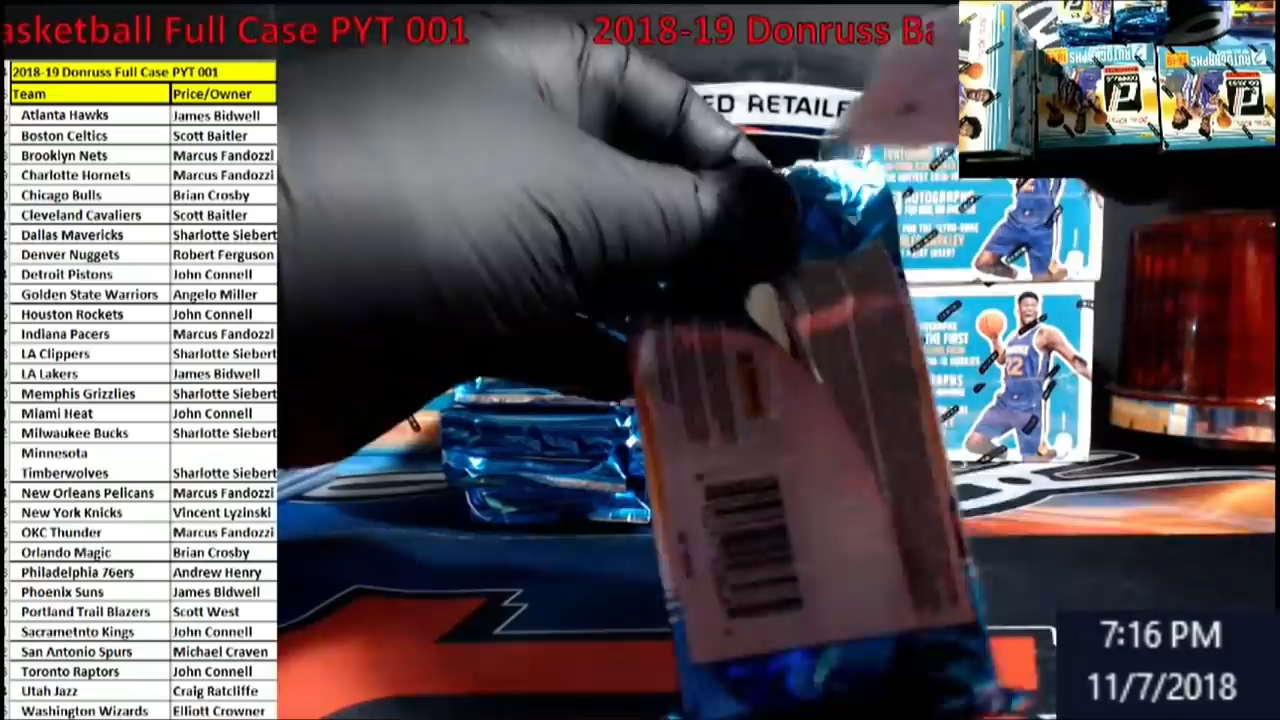 asketball Full Case PYT 001
2018-19 Donruss Ba
2018-19 Donruss Full Case PYT 001
Team Price/Owner
Atlanta Hawks James Bidwell
Boston Celtics Scott Baitler
Brooklyn Nets Marcus Fandozzi
Charlotte Hornets Marcus Fandozzi
Chicago Bulls Brian Crosby
Cleveland Cavaliers Scott Baitler
Dallas Mavericks Sharlotte Siebert
Denver Nuggets Robert Ferguson
Detroit Pistons John Connell
Golden State Warriors Angelo Miller
Houston Rockets John Connell
Indiana Pacers Marcus Fandozzi
LA Clippers Sharlotte Siebert
LA Lakers James Bidwell
Memphis Grizzlies Sharlotte Siebert
Miami Heat John Connell
Milwaukee Bucks Sharlotte Siebert
Minnesota
Timberwolves Sharlotte Siebert
New Orleans Pelicans Marcus Fandozzi
New York Knicks Vincent Lyzinski
OKC Thunder Marcus Fandozzi
Orlando Magic Brian Crosby
Philadelphia 76ers Andrew Henry
Phoenix Suns James Bidwell
Portland Trail Blazers Scott West
Sacrametnto Kings John Connell
San Antonio Spurs Michael Craven
Toronto Raptors John Connell
Utah Jazz Craig Ratcliffe
Washington Wizards Elliott Crowner
ED RETAILE
THE FIRST
22
7:16 PM
11/7/2018